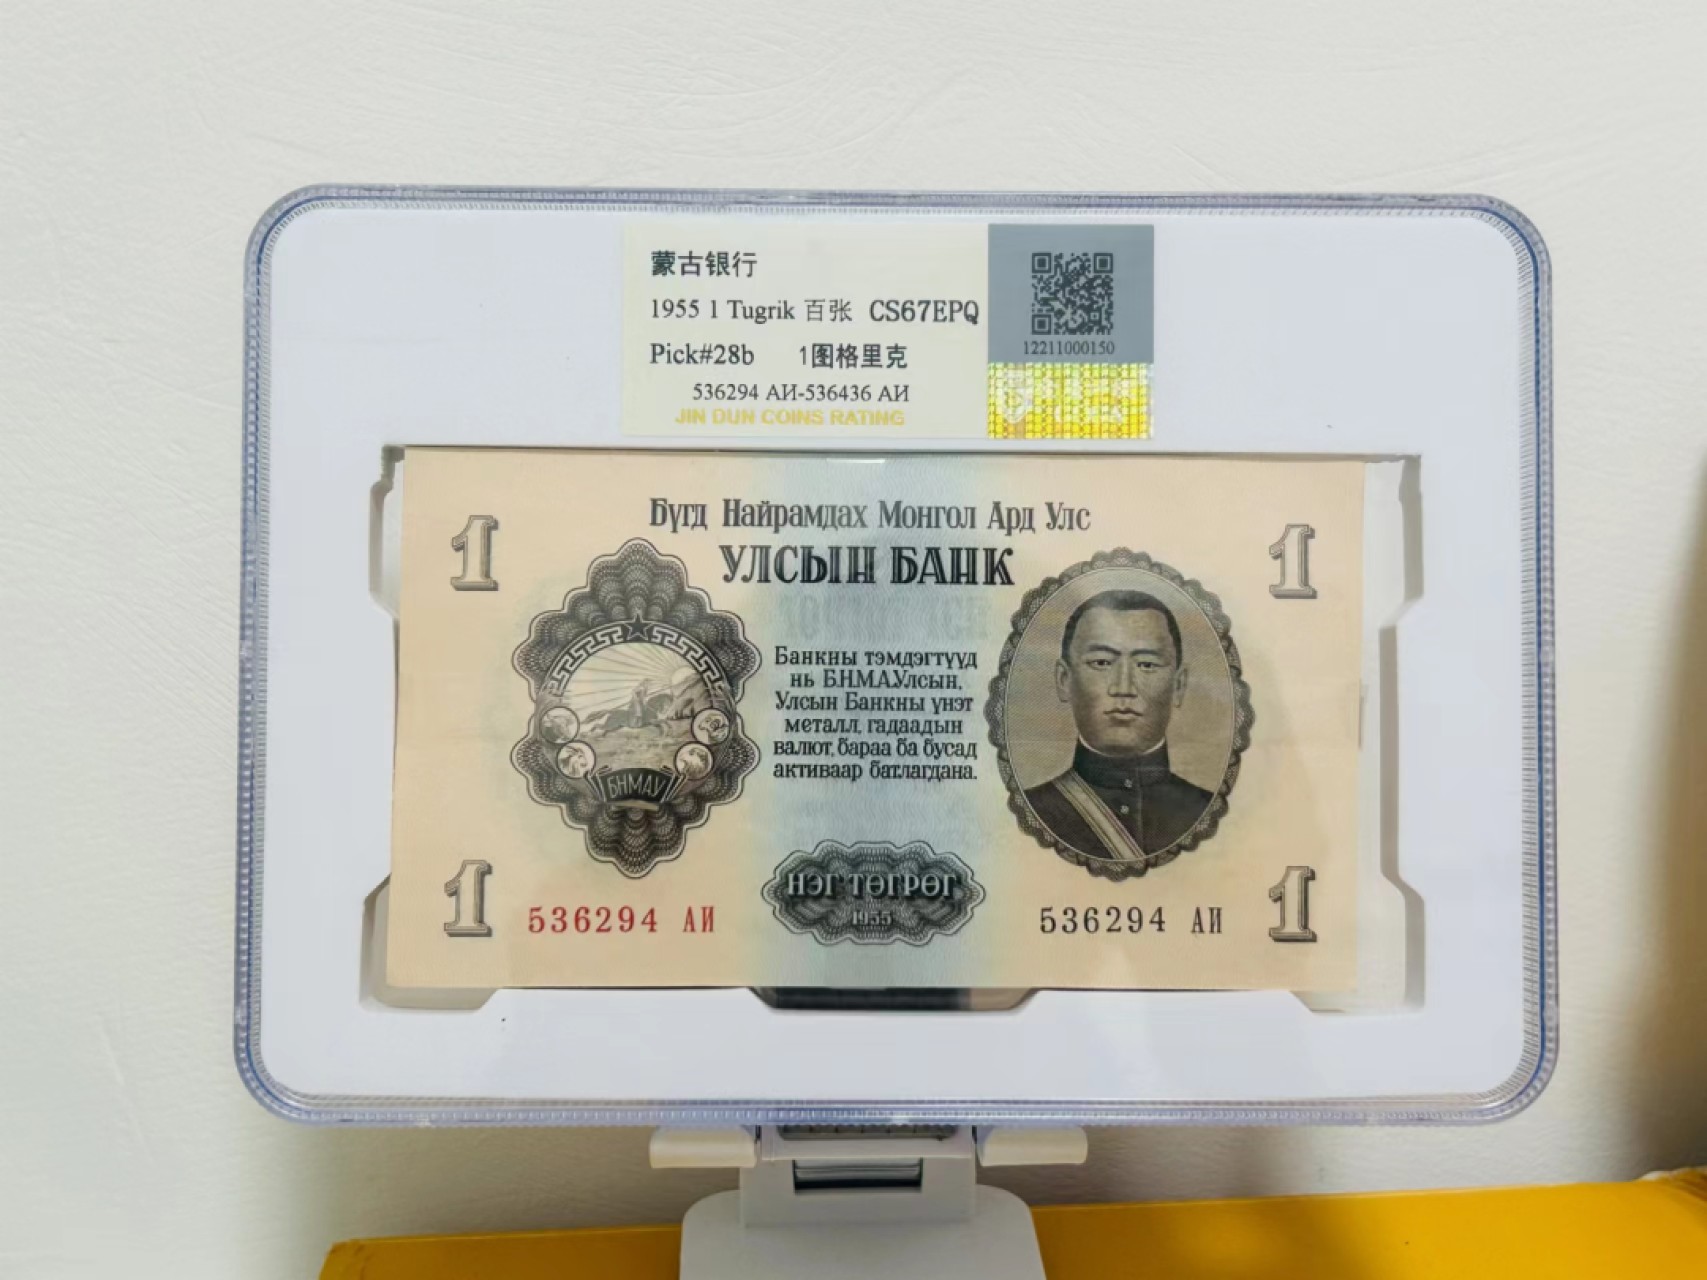 蒙古银行
1955 1 Tugrik 百张 CS67EPQ
Pick#28b 1图格里克
536294 АИ-536436 АИ
JIN DUN COINS RATING
12211000150
Бүгд Найрамдах Монгол Ард Улс
УЛСЫН БАНК
1
1
Банкны тэмдэгтүүд
нь Б.Н.М.А.Улсын,
Улсын Банкны үнэт
металл, гадаадын
валют, бараа ба бусад
активаар батлагдана.
БНМАУ
НЭГ ТӨГРӨГ
1955
1
536294 АИ
536294 АИ
1